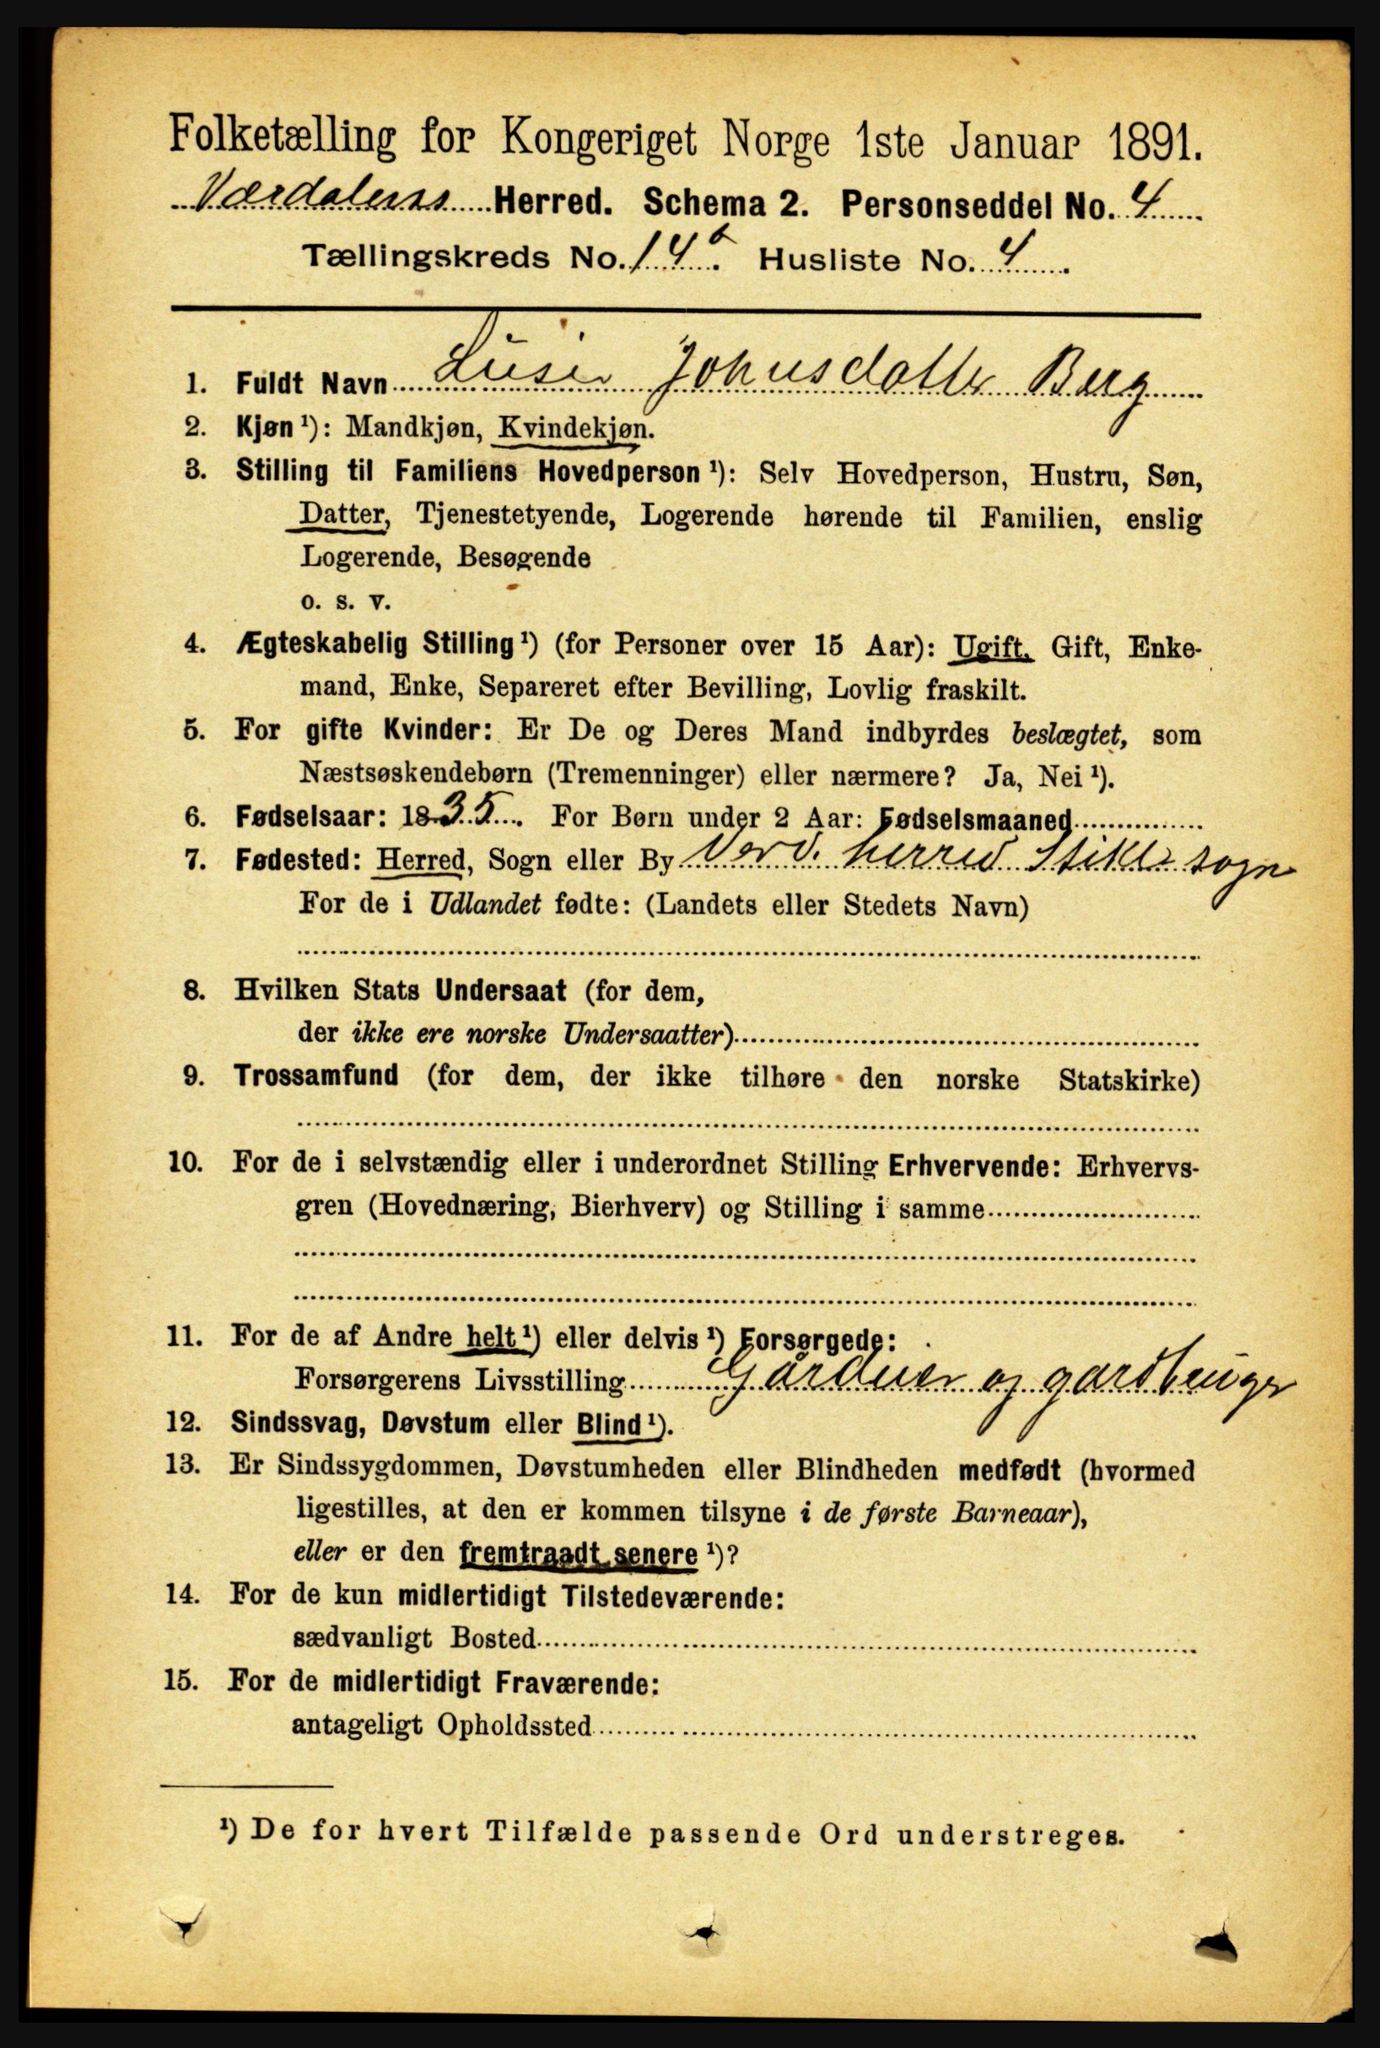 Folketælling for Kongeriget Norge 1ste Januar 1891.
Værdalens Herred. Schema 2. Personseddel No. 4
Tællingskreds No. 14b. Husliste No. 4.
1. Fuldt Navn Lusie Johnsdatter Berg
2. Kjøn ¹): Mandkjøn, Kvindekjøn.
3. Stilling til Familiens Hovedperson ¹): Selv Hovedperson, Hustru, Søn,
Datter, Tjenestetyende, Logerende hørende til Familien, enslig
Logerende, Besøgende
o. s. v.
4. Ægteskabelig Stilling ¹) (for Personer over 15 Aar): Ugift, Gift, Enke-
mand, Enke, Separeret efter Bevilling, Lovlig fraskilt.
5. For gifte Kvinder: Er De og Deres Mand indbyrdes beslægtet, som
Næstsøskendebørn (Tremenninger) eller nærmere? Ja, Nei ¹).
6. Fødselsaar: 1835. For Børn under 2 Aar: Fødselsmaaned
7. Fødested: Herred, Sogn eller By Verd. herred Stikle sogn
For de i Udlandet fødte: (Landets eller Stedets Navn)
8. Hvilken Stats Undersaat (for dem,
der ikke ere norske Undersaatter)
9. Trossamfund (for dem, der ikke tilhøre den norske Statskirke)
10. For de i selvstændig eller i underordnet Stilling Erhvervende: Erhvervs-
gren (Hovednæring, Bierhverv) og Stilling i samme
11. For de af Andre helt ¹) eller delvis ¹) Forsørgede:
Forsørgerens Livsstilling Gårduer og gardbruger
12. Sindssvag, Døvstum eller Blind ¹).
13. Er Sindssygdommen, Døvstumheden eller Blindheden medfødt (hvormed
ligestilles, at den er kommen tilsyne i de første Barneaar),
eller er den fremtraadt senere ¹)?
14. For de kun midlertidigt Tilstedeværende:
sædvanligt Bosted
15. For de midlertidigt Fraværende:
antageligt Opholdssted
¹) De for hvert Tilfælde passende Ord understreges.